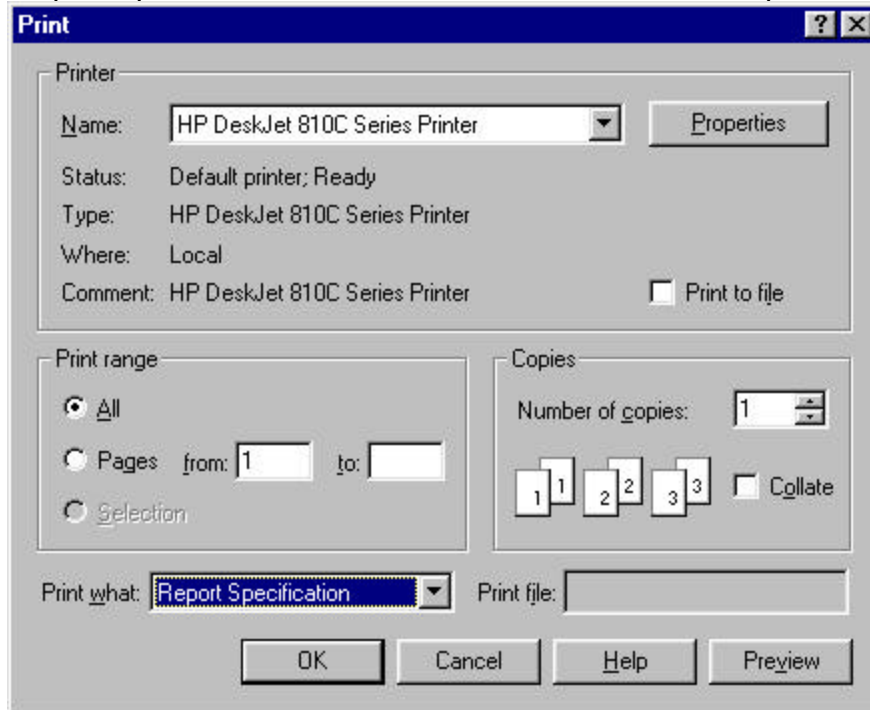 Print
Printer
Name: HP DeskJet 810C Series Printer Properties
Status: Default printer; Ready
Type: HP DeskJet 810C Series Printer
Where: Local
Comment: HP DeskJet 810C Series Printer Print to file
Print range
All
Pages from: 1 to:
Selection
Copies
Number of copies: 1
1 1 2 2 3 3 Collate
Print what: Report Specification Print file:
OK Cancel Help Preview